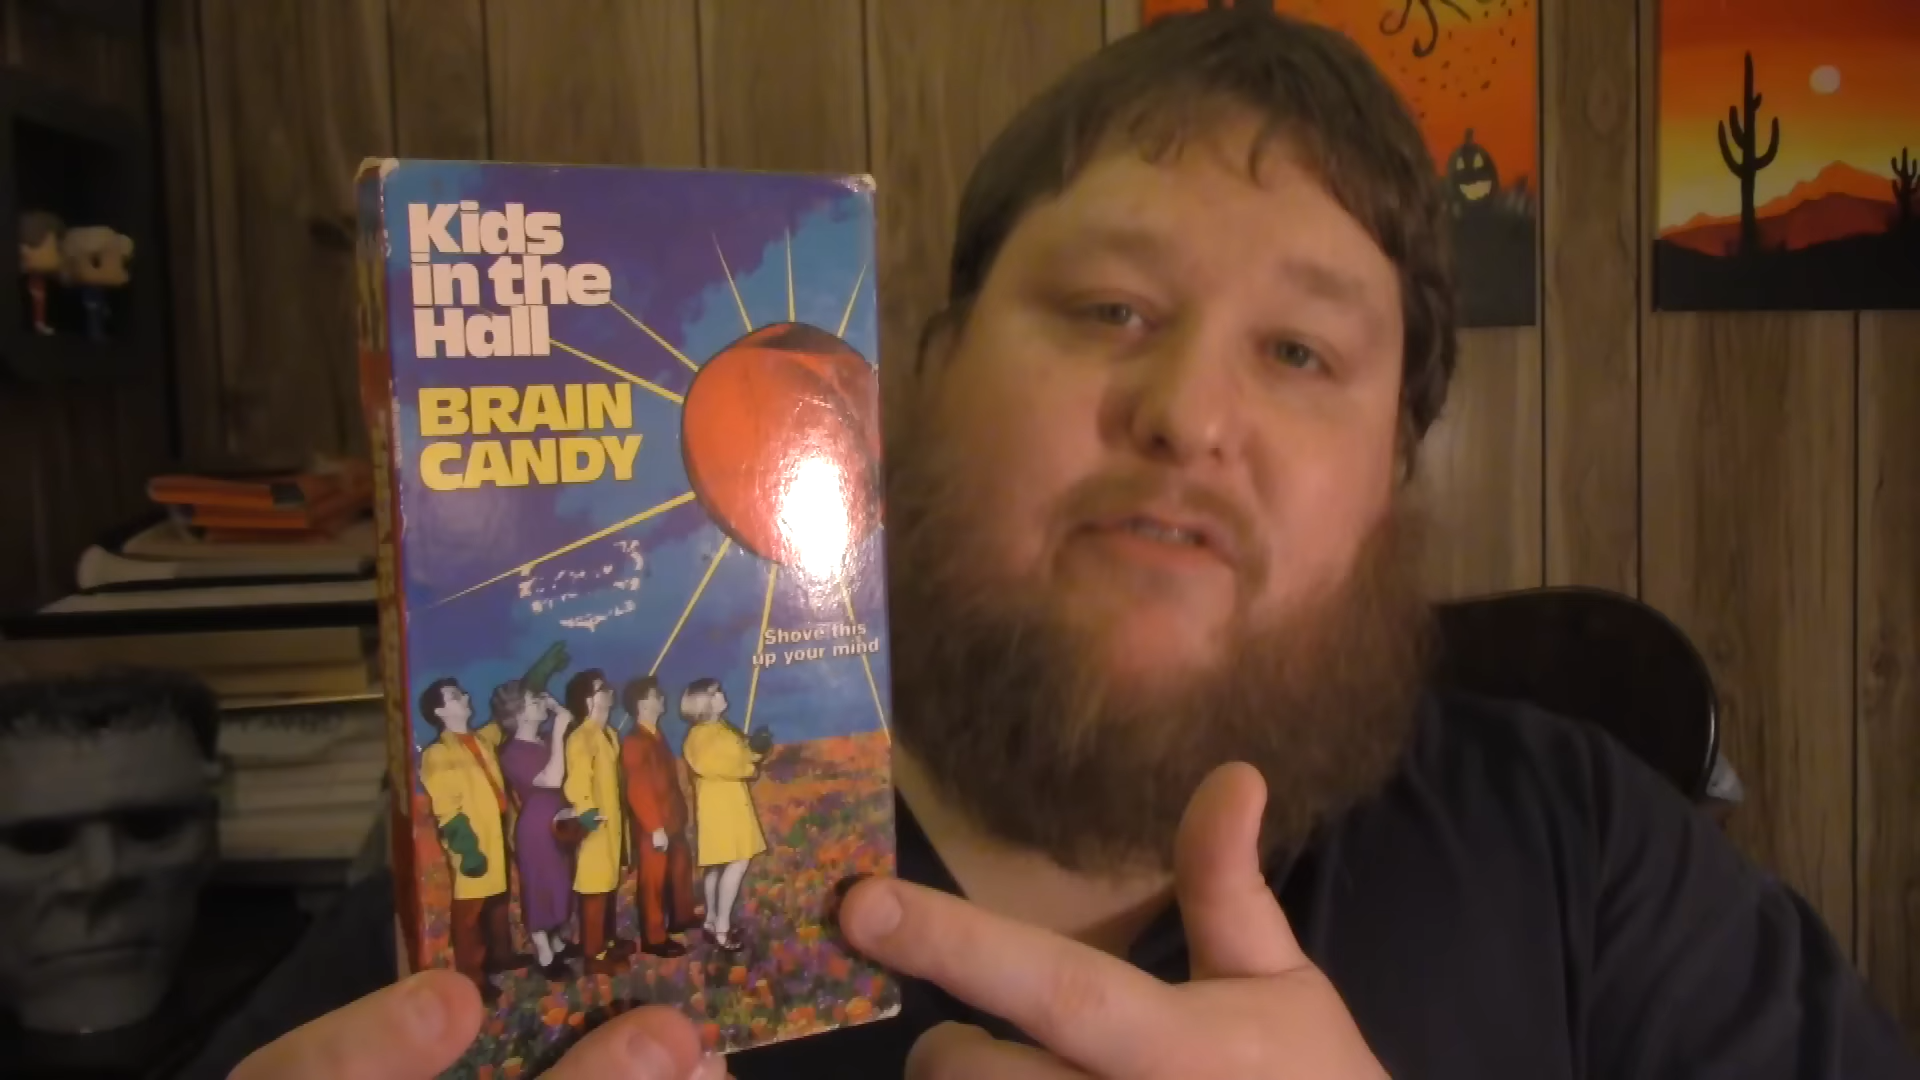 Kids
in the
Hall
BRAIN
CANDY
Shove this
up your mind